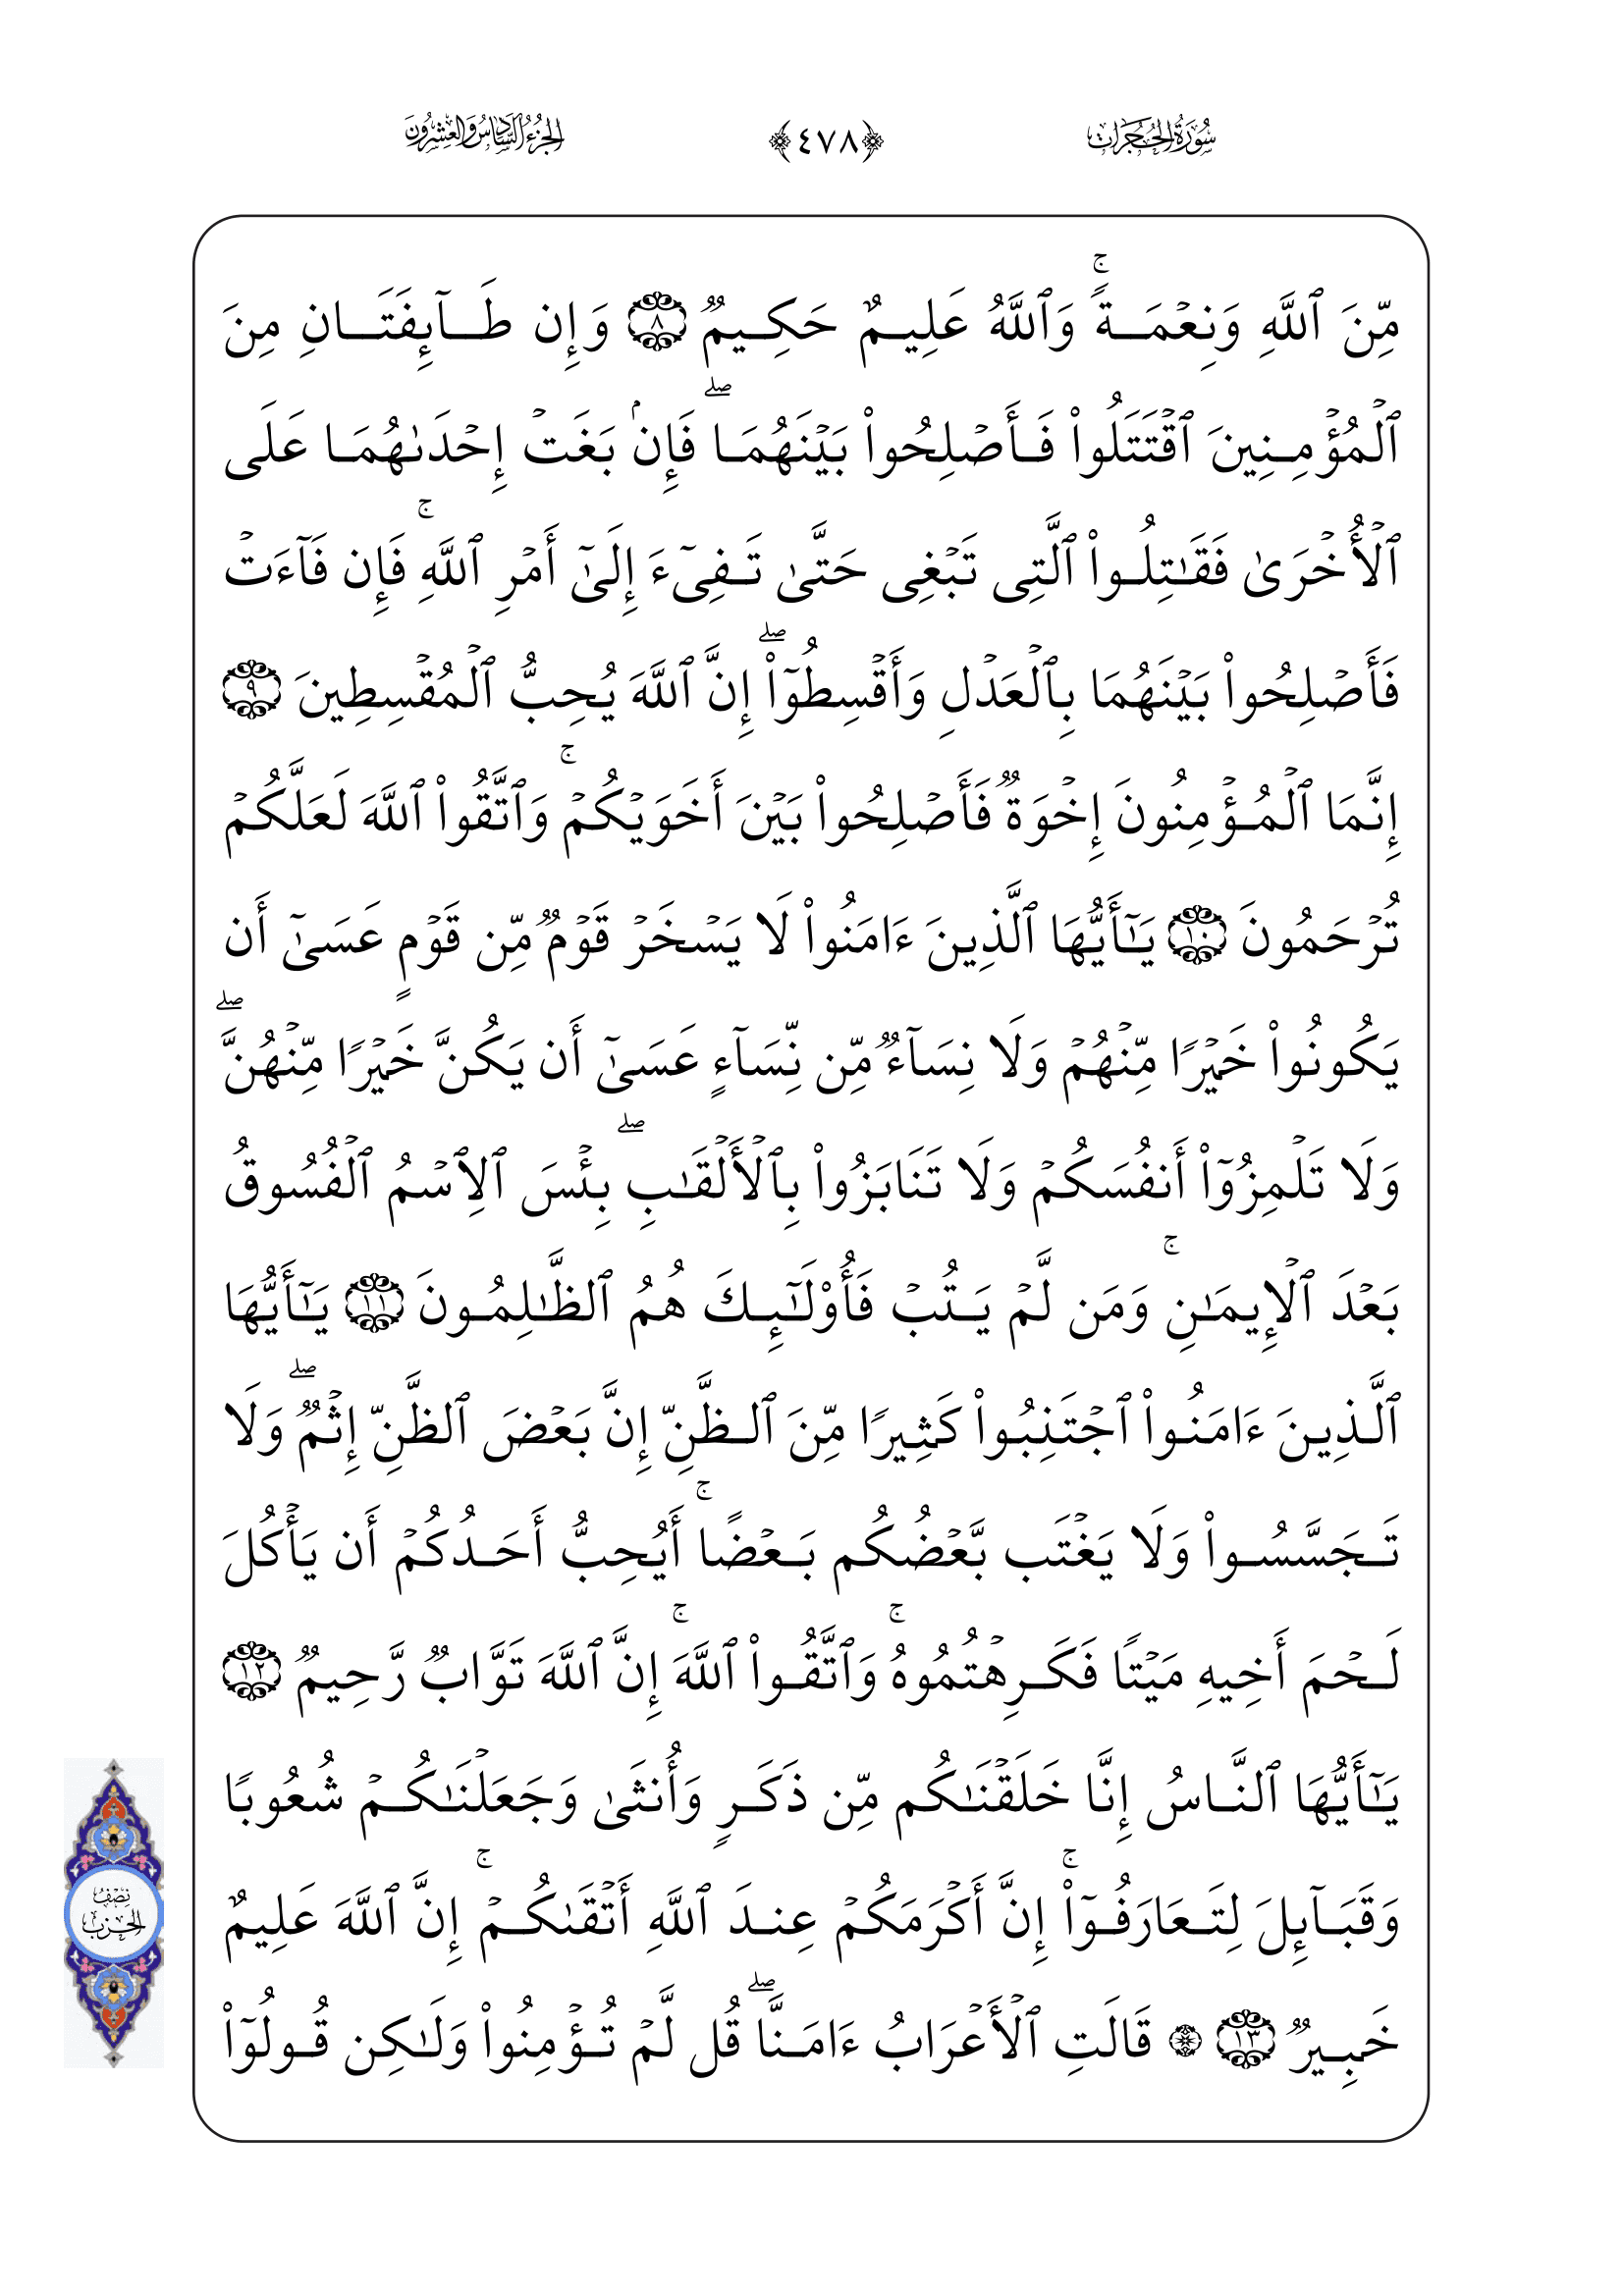 سُورَةُ الحُجُرَات
﴿٤٧٨﴾
الجُزْءُ السَّادِسُ وَالعِشْرُونَ
مِّنَ ٱللَّهِ وَنِعۡمَةٗۚ وَٱللَّهُ عَلِيمٌ حَكِيمٞ ۝٨ وَإِن طَآئِفَتَانِ مِنَ
ٱلۡمُؤۡمِنِينَ ٱقۡتَتَلُواْ فَأَصۡلِحُواْ بَيۡنَهُمَاۖ فَإِنۢ بَغَتۡ إِحۡدَىٰهُمَا عَلَى
ٱلۡأُخۡرَىٰ فَقَٰتِلُواْ ٱلَّتِي تَبۡغِي حَتَّىٰ تَفِيٓءَ إِلَىٰٓ أَمۡرِ ٱللَّهِۚ فَإِن فَآءَتۡ
فَأَصۡلِحُواْ بَيۡنَهُمَا بِٱلۡعَدۡلِ وَأَقۡسِطُوٓاْۖ إِنَّ ٱللَّهَ يُحِبُّ ٱلۡمُقۡسِطِينَ ۝٩
إِنَّمَا ٱلۡمُؤۡمِنُونَ إِخۡوَةٞ فَأَصۡلِحُواْ بَيۡنَ أَخَوَيۡكُمۡۚ وَٱتَّقُواْ ٱللَّهَ لَعَلَّكُمۡ
تُرۡحَمُونَ ۝١٠ يَٰٓأَيُّهَا ٱلَّذِينَ ءَامَنُواْ لَا يَسۡخَرۡ قَوۡمٞ مِّن قَوۡمٍ عَسَىٰٓ أَن
يَكُونُواْ خَيۡرٗا مِّنۡهُمۡ وَلَا نِسَآءٞ مِّن نِّسَآءٍ عَسَىٰٓ أَن يَكُنَّ خَيۡرٗا مِّنۡهُنَّۖ
وَلَا تَلۡمِزُوٓاْ أَنفُسَكُمۡ وَلَا تَنَابَزُواْ بِٱلۡأَلۡقَٰبِۖ بِئۡسَ ٱلِٱسۡمُ ٱلۡفُسُوقُ
بَعۡدَ ٱلۡإِيمَٰنِۚ وَمَن لَّمۡ يَتُبۡ فَأُوْلَٰٓئِكَ هُمُ ٱلظَّٰلِمُونَ ۝١١ يَٰٓأَيُّهَا
ٱلَّذِينَ ءَامَنُواْ ٱجۡتَنِبُواْ كَثِيرٗا مِّنَ ٱلظَّنِّ إِنَّ بَعۡضَ ٱلظَّنِّ إِثۡمٞۖ وَلَا
تَجَسَّسُواْ وَلَا يَغۡتَب بَّعۡضُكُم بَعۡضًاۚ أَيُحِبُّ أَحَدُكُمۡ أَن يَأۡكُلَ
لَحۡمَ أَخِيهِ مَيۡتٗا فَكَرِهۡتُمُوهُۚ وَٱتَّقُواْ ٱللَّهَۚ إِنَّ ٱللَّهَ تَوَّابٞ رَّحِيمٞ ۝١٢
يَٰٓأَيُّهَا ٱلنَّاسُ إِنَّا خَلَقۡنَٰكُم مِّن ذَكَرٖ وَأُنثَىٰ وَجَعَلۡنَٰكُمۡ شُعُوبٗا
وَقَبَآئِلَ لِتَعَارَفُوٓاْۚ إِنَّ أَكۡرَمَكُمۡ عِندَ ٱللَّهِ أَتۡقَىٰكُمۡۚ إِنَّ ٱللَّهَ عَلِيمٌ
نِصْفُ
الحِزْب
خَبِيرٞ ۝١٣ ۞ قَالَتِ ٱلۡأَعۡرَابُ ءَامَنَّاۖ قُل لَّمۡ تُؤۡمِنُواْ وَلَٰكِن قُولُوٓاْ